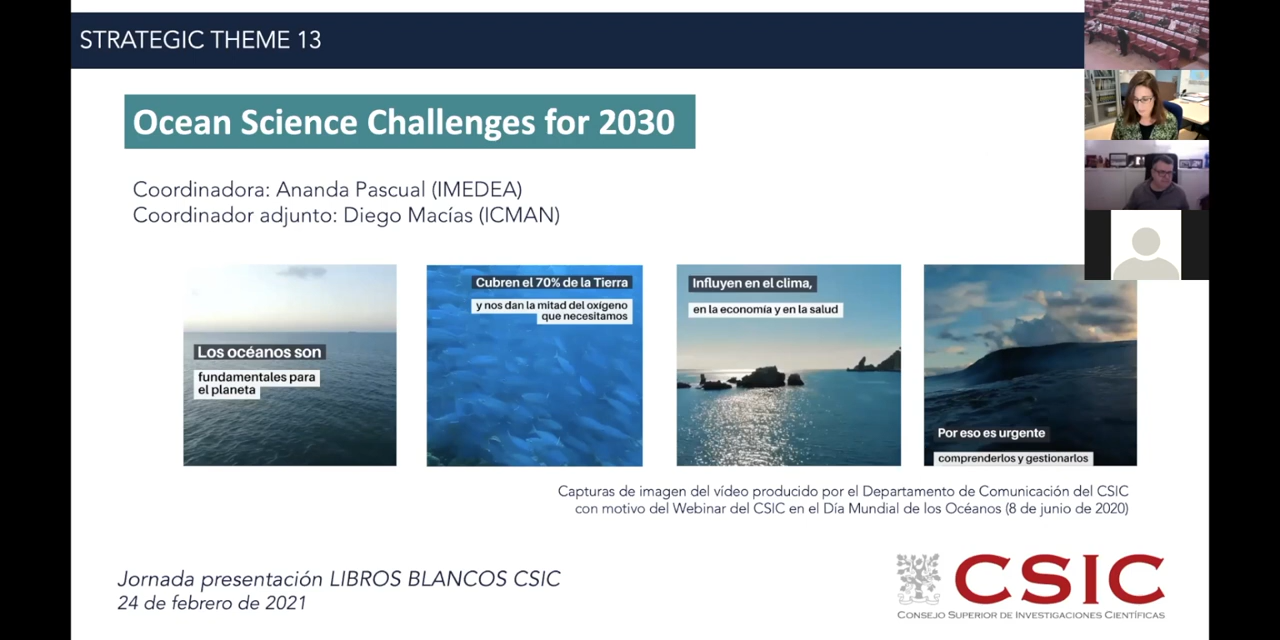 STRATEGIC THEME 13
Ocean Science Challenges for 2030
Coordinadora: Ananda Pascual (IMEDEA)
Coordinador adjunto: Diego Macías (ICMAN)
Los océanos son
fundamentales para
el planeta
Cubren el 70% de la Tierra
y nos dan la mitad del oxígeno
que necesitamos
Influyen en el clima,
en la economía y en la salud
Por eso es urgente
comprenderlos y gestionarlos
Capturas de imagen del vídeo producido por el Departamento de Comunicación del CSIC
con motivo del Webinar del CSIC en el Día Mundial de los Océanos (8 de junio de 2020)
Jornada presentación LIBROS BLANCOS CSIC
24 de febrero de 2021
CSIC
CONSEJO SUPERIOR DE INVESTIGACIONES CIENTÍFICAS